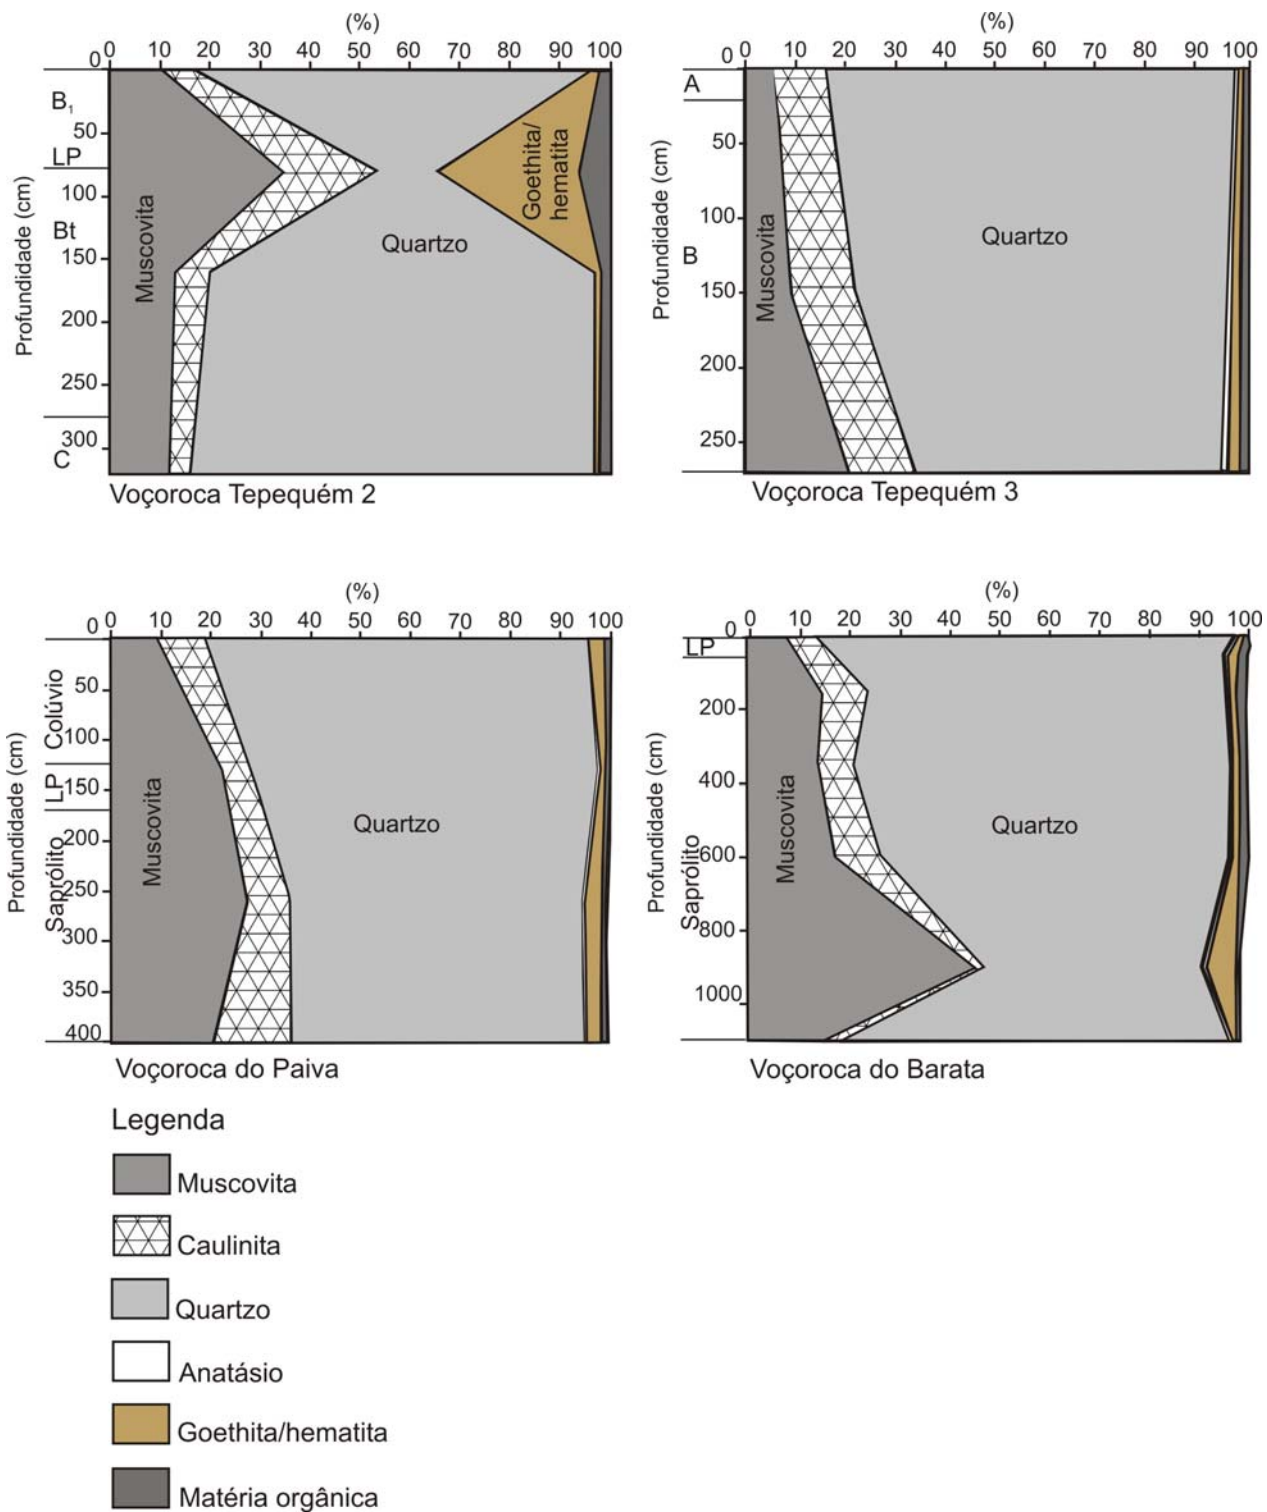 (%)
0 10 20 30 40 50 60 70 80 90 100
Profundidade (cm)
0
B1
50
LP
100
Bt
150
200
250
300
C
Muscovita
Quartzo
Goethita/
hematita
Voçoroca Tepequém 2
(%)
0 10 20 30 40 50 60 70 80 90 100
Profundidade (cm)
0
A
50
100
B
150
200
250
Muscovita
Quartzo
Voçoroca Tepequém 3
(%)
0 10 20 30 40 50 60 70 80 90 100
Profundidade (cm)
0
50
100
150
200
250
300
350
400
Colúvio
LP
Saprólito
Muscovita
Quartzo
Voçoroca do Paiva
(%)
0 10 20 30 40 50 60 70 80 90 100
Profundidade (cm)
0
LP
200
400
600
800
1000
Saprólito
Muscovita
Quartzo
Voçoroca do Barata
Legenda
Muscovita
Caulinita
Quartzo
Anatásio
Goethita/hematita
Matéria orgânica